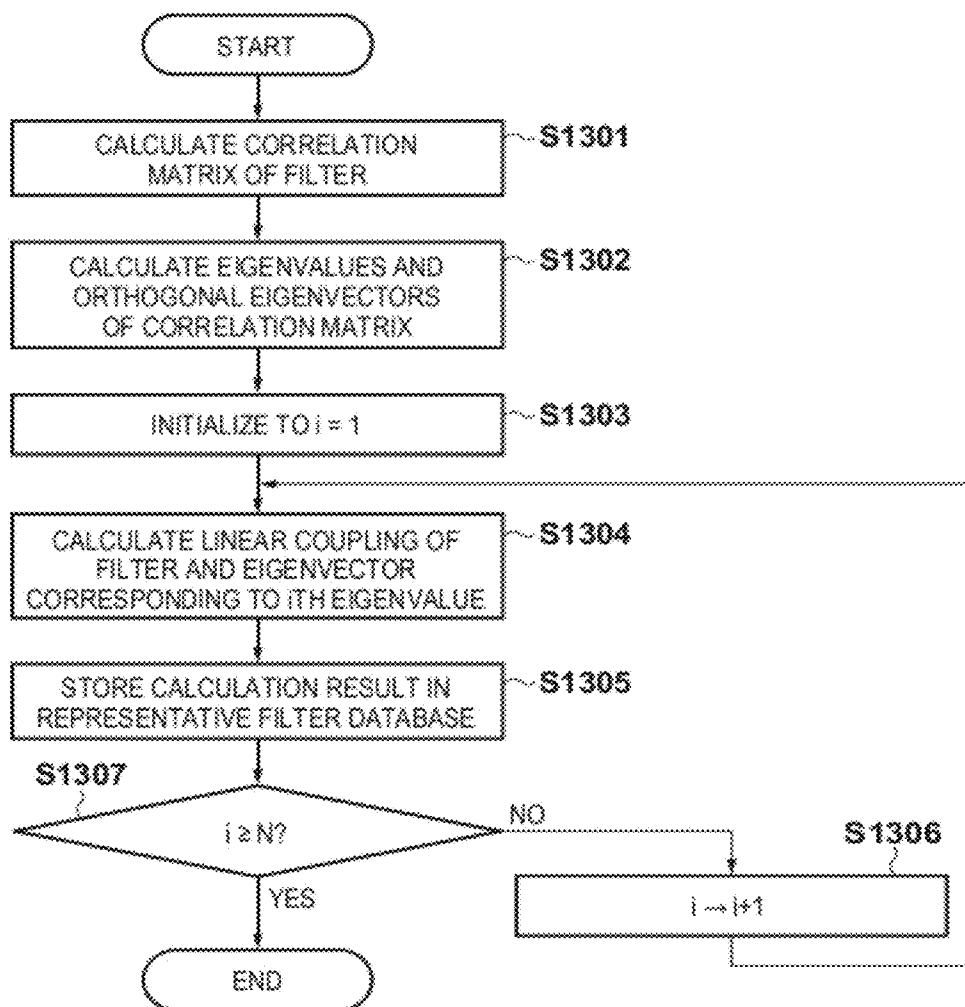 START
CALCULATE CORRELATION
MATRIX OF FILTER
S1301
CALCULATE EIGENVALUES AND
ORTHOGONAL EIGENVECTORS
OF CORRELATION MATRIX
S1302
INITIALIZE TO i = 1
S1303
CALCULATE LINEAR COUPLING OF
FILTER AND EIGENVECTOR
CORRESPONDING TO iTH EIGENVALUE
S1304
STORE CALCULATION RESULT IN
REPRESENTATIVE FILTER DATABASE
S1305
S1307
i ≥ N?
NO
YES
S1306
i → i+1
END